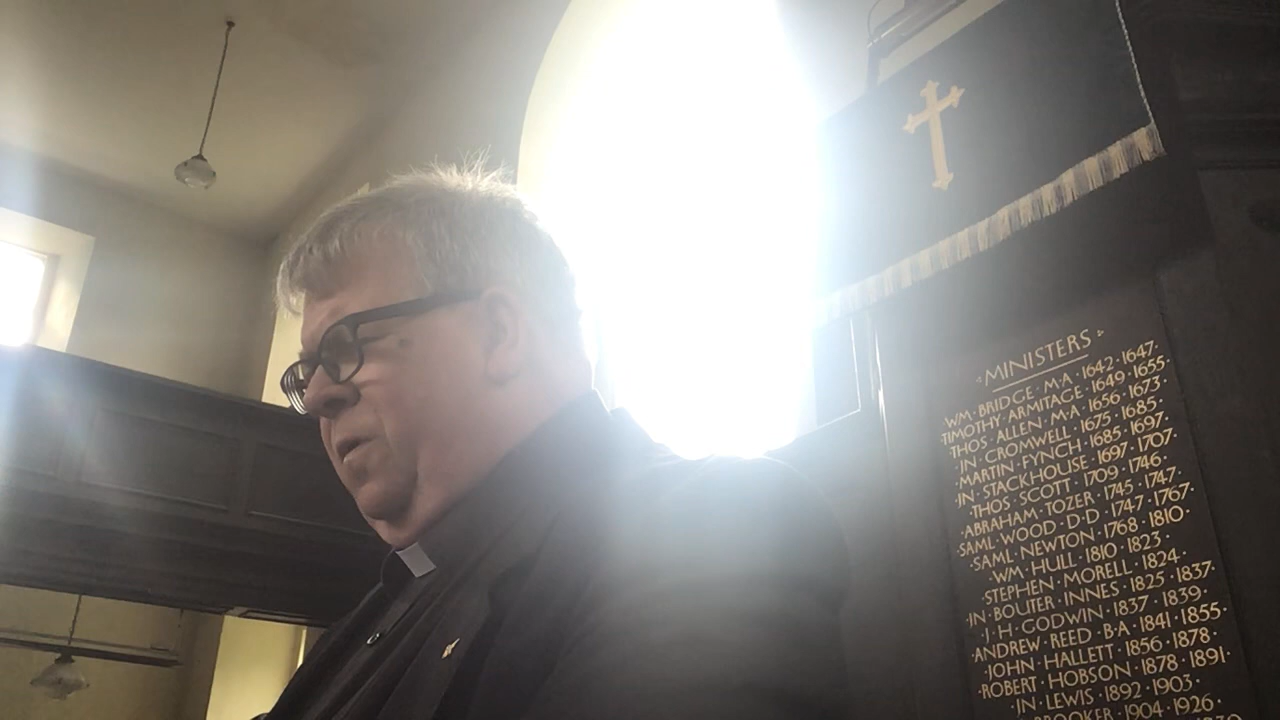 ·MINISTERS·
·WM·BRIDGE·M·A·1642·1647·
·TIMOTHY·ARMITAGE·1649·1655·
·THOS·ALLEN·M·A·1656·1673·
·JN·CROMWELL·1675·1685·
·MARTIN·FYNCH·1685·1697·
·JN·STACKHOUSE·1697·1707·
·THOS·SCOTT·1709·1746·
·ABRAHAM·TOZER·1745·1747·
·SAML·WOOD·D·D·1747·1767·
·SAML·NEWTON·1768·1810·
·WM·HULL·1810·1823·
·STEPHEN·MORELL·1824·
·JN·BOUTER·INNES·1825·1837·
·J·H·GODWIN·1837·1839·
·ANDREW·REED·B·A·1841·1855·
·JOHN·HALLETT·1856·1878·
·ROBERT·HOBSON·1878·1891·
·JN·LEWIS·1892·1903·
BROOKER·1904·1926·